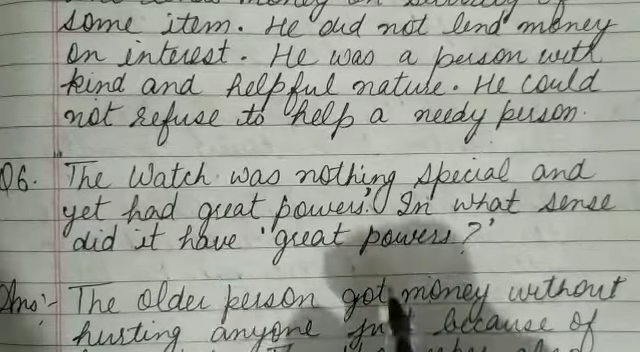 some item. He did not lend money
on interest. He was a person with
kind and helpful nature. He could
not refuse to help a needy person.
Q6. The Watch was nothing special and
yet had great powers.' In what sense
did it have 'great powers?'
Ans:- The older person got money without
hurting anyone just because of